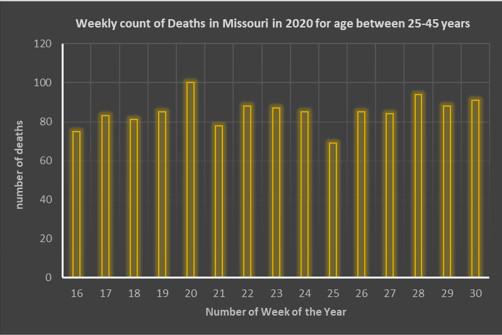 Weekly count of Deaths in Missouri in 2020 for age between 25-45 years
120
100
80
60
40
20
0
number of deaths
16 17 18 19 20 21 22 23 24 25 26 27 28 29 30
Number of Week of the Year